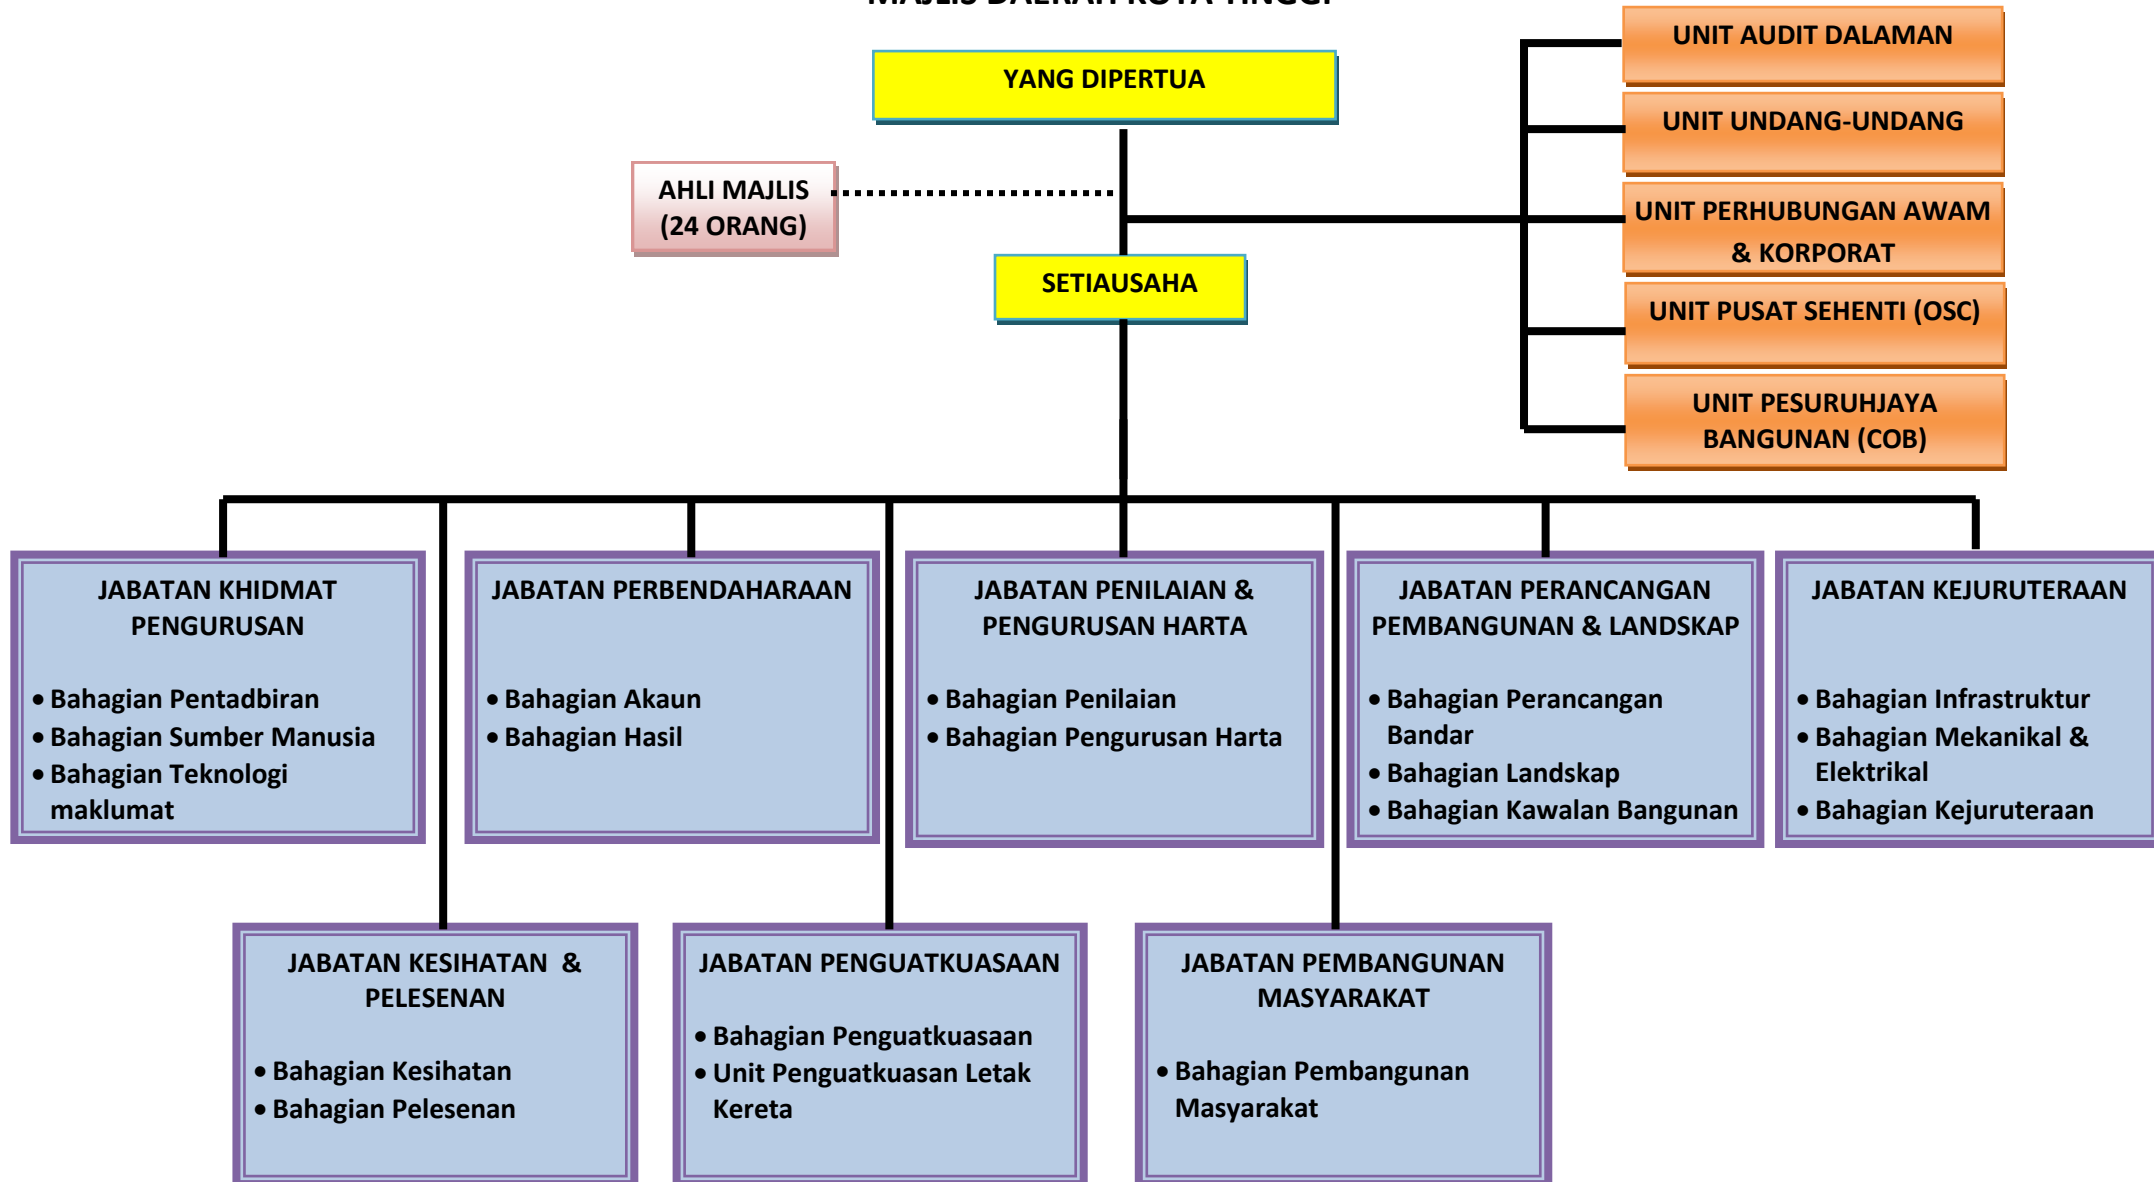 MAJLIS DAERAH KOTA TINGGI
YANG DIPERTUA
AHLI MAJLIS
(24 ORANG)
SETIAUSAHA
UNIT AUDIT DALAMAN
UNIT UNDANG-UNDANG
UNIT PERHUBUNGAN AWAM
& KORPORAT
UNIT PUSAT SEHENTI (OSC)
UNIT PESURUHJAYA
BANGUNAN (COB)
JABATAN KHIDMAT
PENGURUSAN
• Bahagian Pentadbiran
• Bahagian Sumber Manusia
• Bahagian Teknologi
maklumat
JABATAN PERBENDAHARAAN
• Bahagian Akaun
• Bahagian Hasil
JABATAN PENILAIAN &
PENGURUSAN HARTA
• Bahagian Penilaian
• Bahagian Pengurusan Harta
JABATAN PERANCANGAN
PEMBANGUNAN & LANDSKAP
• Bahagian Perancangan
Bandar
• Bahagian Landskap
• Bahagian Kawalan Bangunan
JABATAN KEJURUTERAAN
• Bahagian Infrastruktur
• Bahagian Mekanikal &
Elektrikal
• Bahagian Kejuruteraan
JABATAN KESIHATAN &
PELESENAN
• Bahagian Kesihatan
• Bahagian Pelesenan
JABATAN PENGUATKUASAAN
• Bahagian Penguatkuasaan
• Unit Penguatkuasan Letak
Kereta
JABATAN PEMBANGUNAN
MASYARAKAT
• Bahagian Pembangunan
Masyarakat